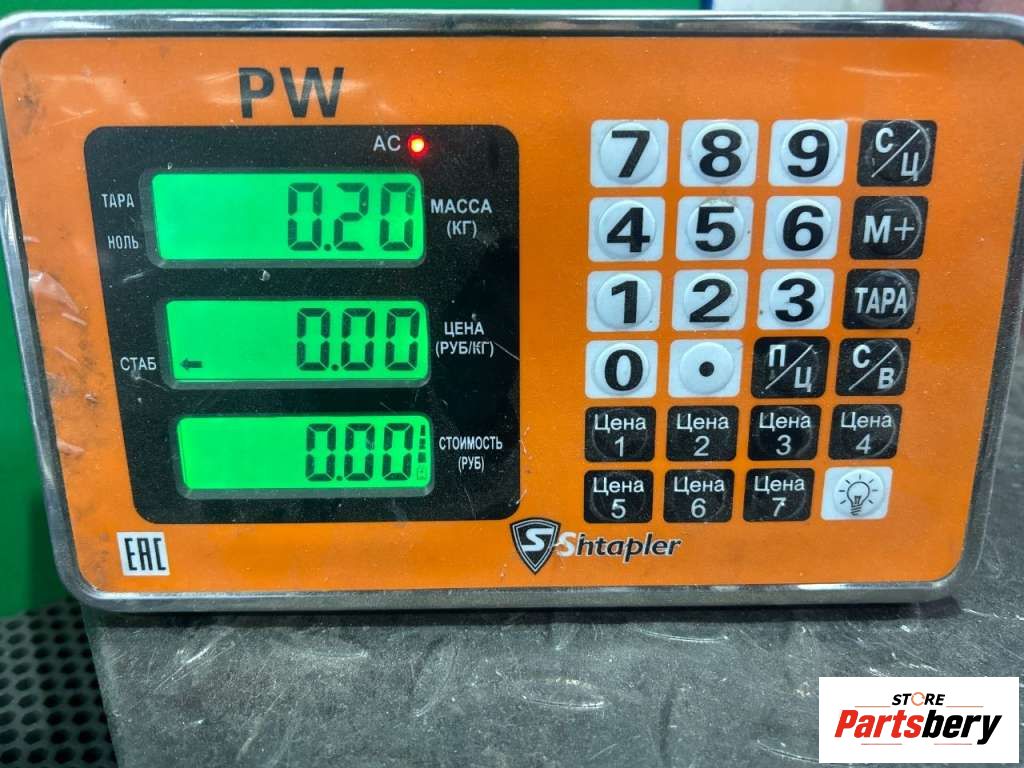 PW
AC
ТАРА
НОЛЬ
0.20
МАССА
(КГ)
СТАБ
0.00
ЦЕНА
(РУБ/КГ)
0.00
СТОИМОСТЬ
(РУБ)
7 8 9 С/Ц
4 5 6 М+
1 2 3 ТАРА
0 . П/Ц С/В
Цена 1 Цена 2 Цена 3 Цена 4
Цена 5 Цена 6 Цена 7
EAC
S Shtapler
STORE
Partsbery